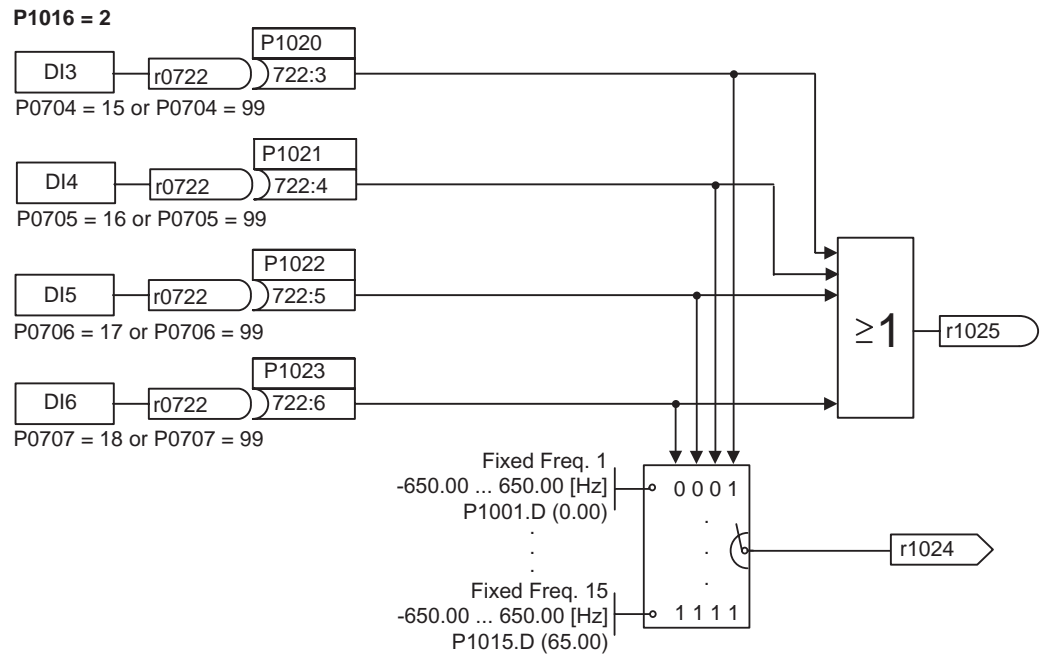 P1016 = 2
P1020
DI3 r0722 722:3
P0704 = 15 or P0704 = 99
P1021
DI4 r0722 722:4
P0705 = 16 or P0705 = 99
P1022
DI5 r0722 722:5
P0706 = 17 or P0706 = 99
≥1 r1025
P1023
DI6 r0722 722:6
P0707 = 18 or P0707 = 99
Fixed Freq. 1
-650.00 ... 650.00 [Hz] 0 0 0 1
P1001.D (0.00)
.
.
.
.
.
.
r1024
Fixed Freq. 15
-650.00 ... 650.00 [Hz] 1 1 1 1
P1015.D (65.00)